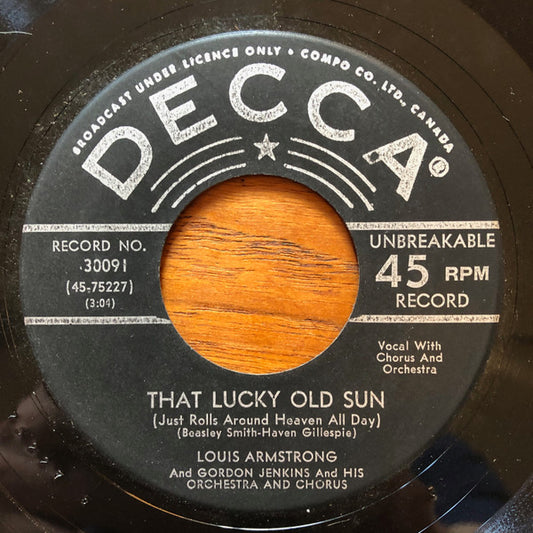 BROADCAST UNDER LICENCE ONLY • COMPO CO., LTD., CANADA
DECCA®
RECORD NO.
30091
(45-75227)
(3:04)
UNBREAKABLE
45 RPM
RECORD
Vocal With
Chorus And
Orchestra
THAT LUCKY OLD SUN
(Just Rolls Around Heaven All Day)
(Beasley Smith-Haven Gillespie)
LOUIS ARMSTRONG
And GORDON JENKINS And HIS
ORCHESTRA AND CHORUS